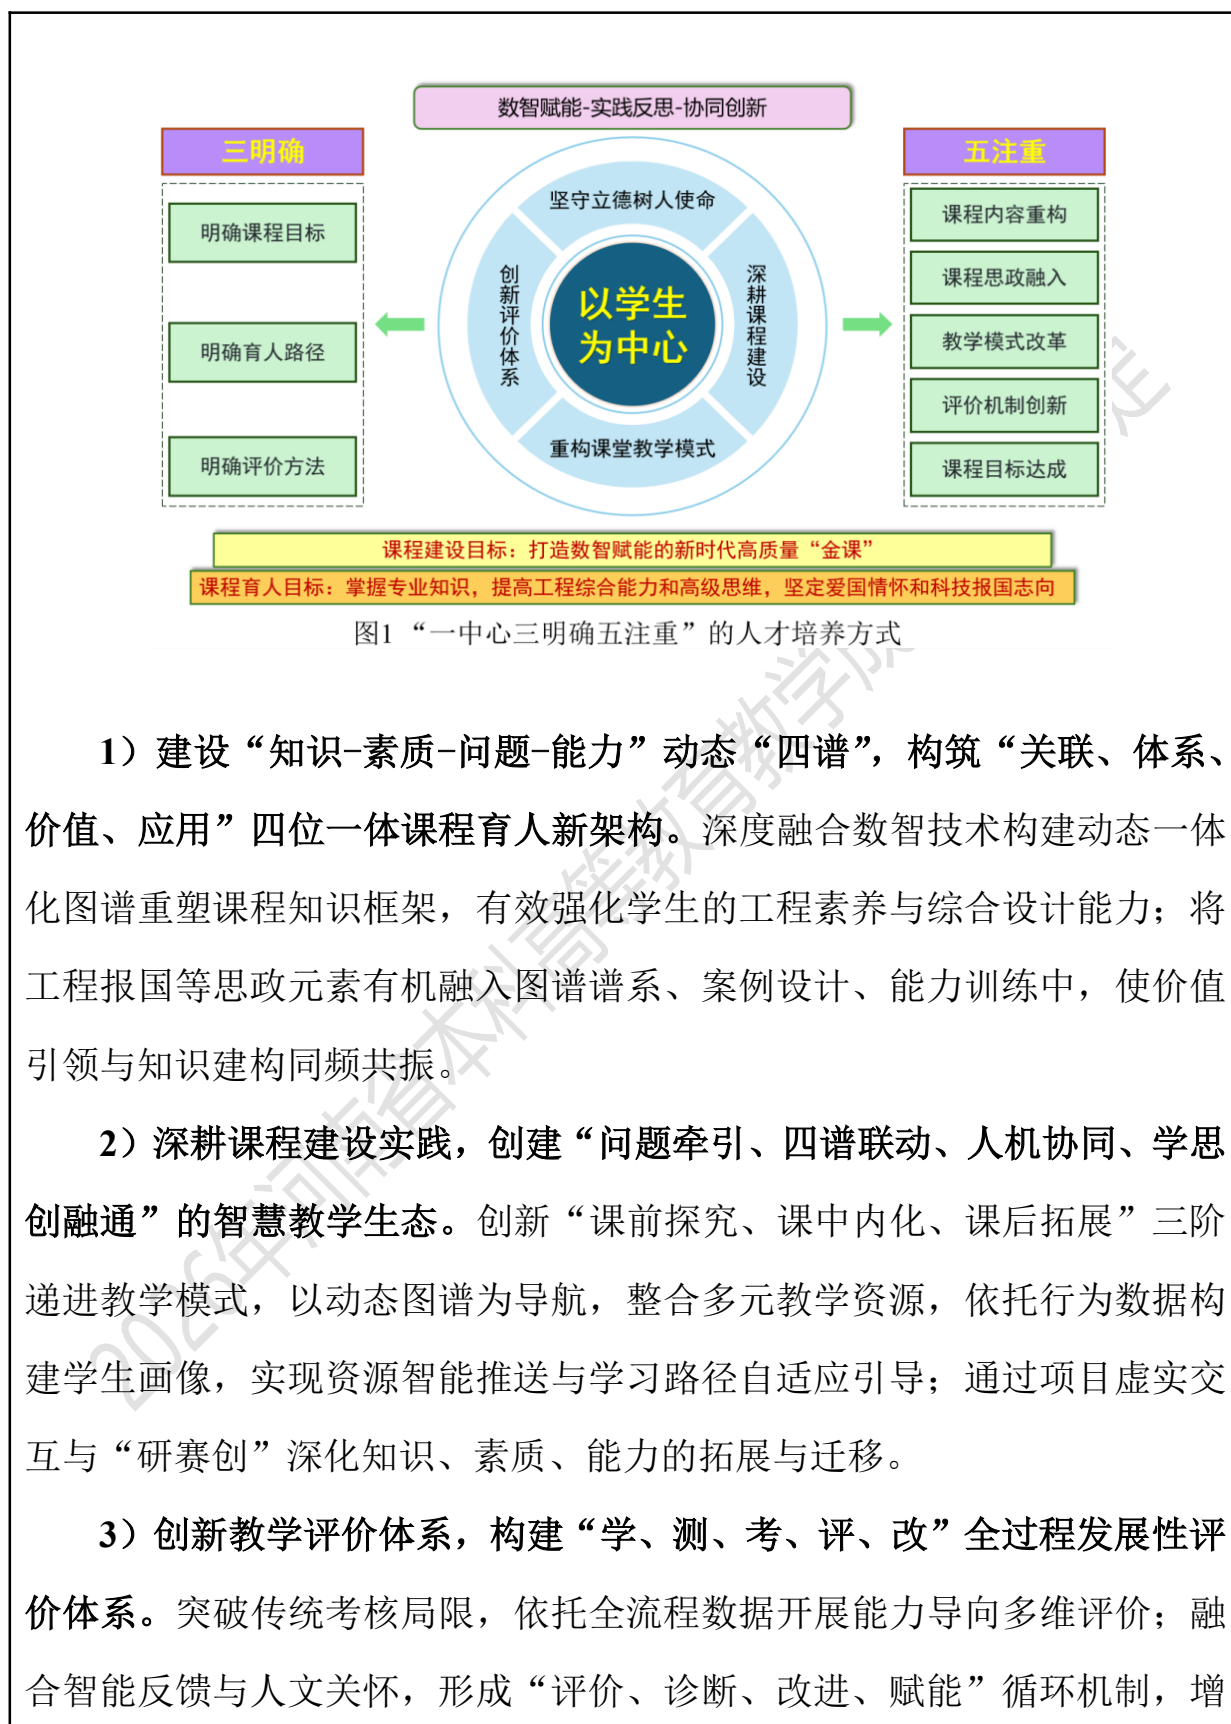 数智赋能-实践反思-协同创新
三明确
明确课程目标
明确育人路径
明确评价方法
坚守立德树人使命
创新评价体系
以学生
为中心
深耕课程建设
重构课堂教学模式
五注重
课程内容重构
课程思政融入
教学模式改革
评价机制创新
课程目标达成
课程建设目标：打造数智赋能的新时代高质量“金课”
课程育人目标：掌握专业知识，提高工程综合能力和高级思维，坚定爱国情怀和科技报国志向
图1 “一中心三明确五注重”的人才培养方式
1）建设“知识-素质-问题-能力”动态“四谱”，构筑“关联、体系、
价值、应用”四位一体课程育人新架构。深度融合数智技术构建动态一体
化图谱重塑课程知识框架，有效强化学生的工程素养与综合设计能力；将
工程报国等思政元素有机融入图谱谱系、案例设计、能力训练中，使价值
引领与知识建构同频共振。
2）深耕课程建设实践，创建“问题牵引、四谱联动、人机协同、学思
创融通”的智慧教学生态。创新“课前探究、课中内化、课后拓展”三阶
递进教学模式，以动态图谱为导航，整合多元教学资源，依托行为数据构
建学生画像，实现资源智能推送与学习路径自适应引导；通过项目虚实交
互与“研赛创”深化知识、素质、能力的拓展与迁移。
3）创新教学评价体系，构建“学、测、考、评、改”全过程发展性评
价体系。突破传统考核局限，依托全流程数据开展能力导向多维评价；融
合智能反馈与人文关怀，形成“评价、诊断、改进、赋能”循环机制，增
2026年河南省本科高等教育教学成